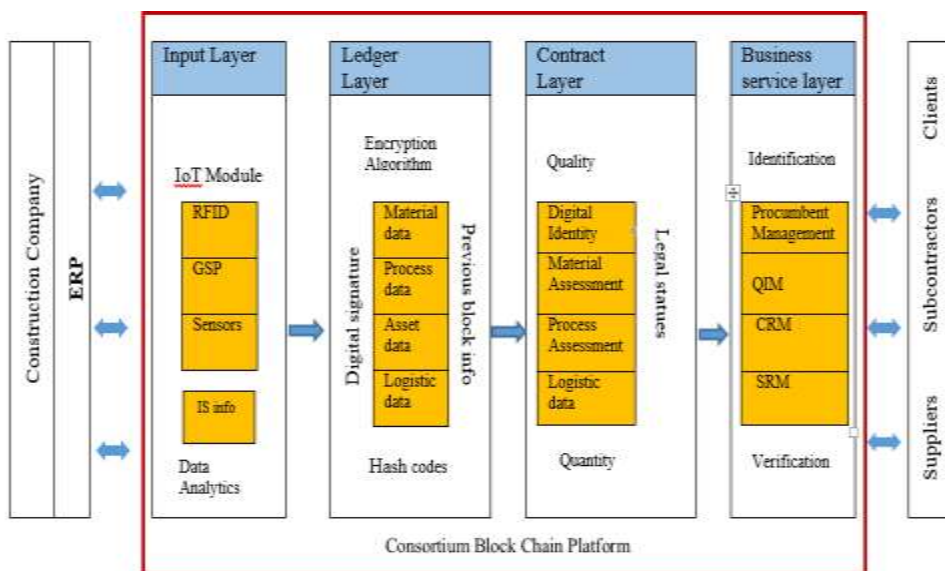 Construction Company
ERP
Input Layer
IoT Module
RFID
GSP
Sensors
IS info
Data
Analytics
Ledger
Layer
Encryption
Algorithm
Digital signature
Material
data
Process
data
Asset
data
Logistic
data
Previous block info
Hash codes
Contract
Layer
Quality
Digital
Identity
Material
Assessment
Process
Assessment
Logistic
data
Legal statues
Quantity
Business
service layer
Identification
Procumbent
Management
QIM
CRM
SRM
Verification
Clients
Subcontractors
Suppliers
Consortium Block Chain Platform